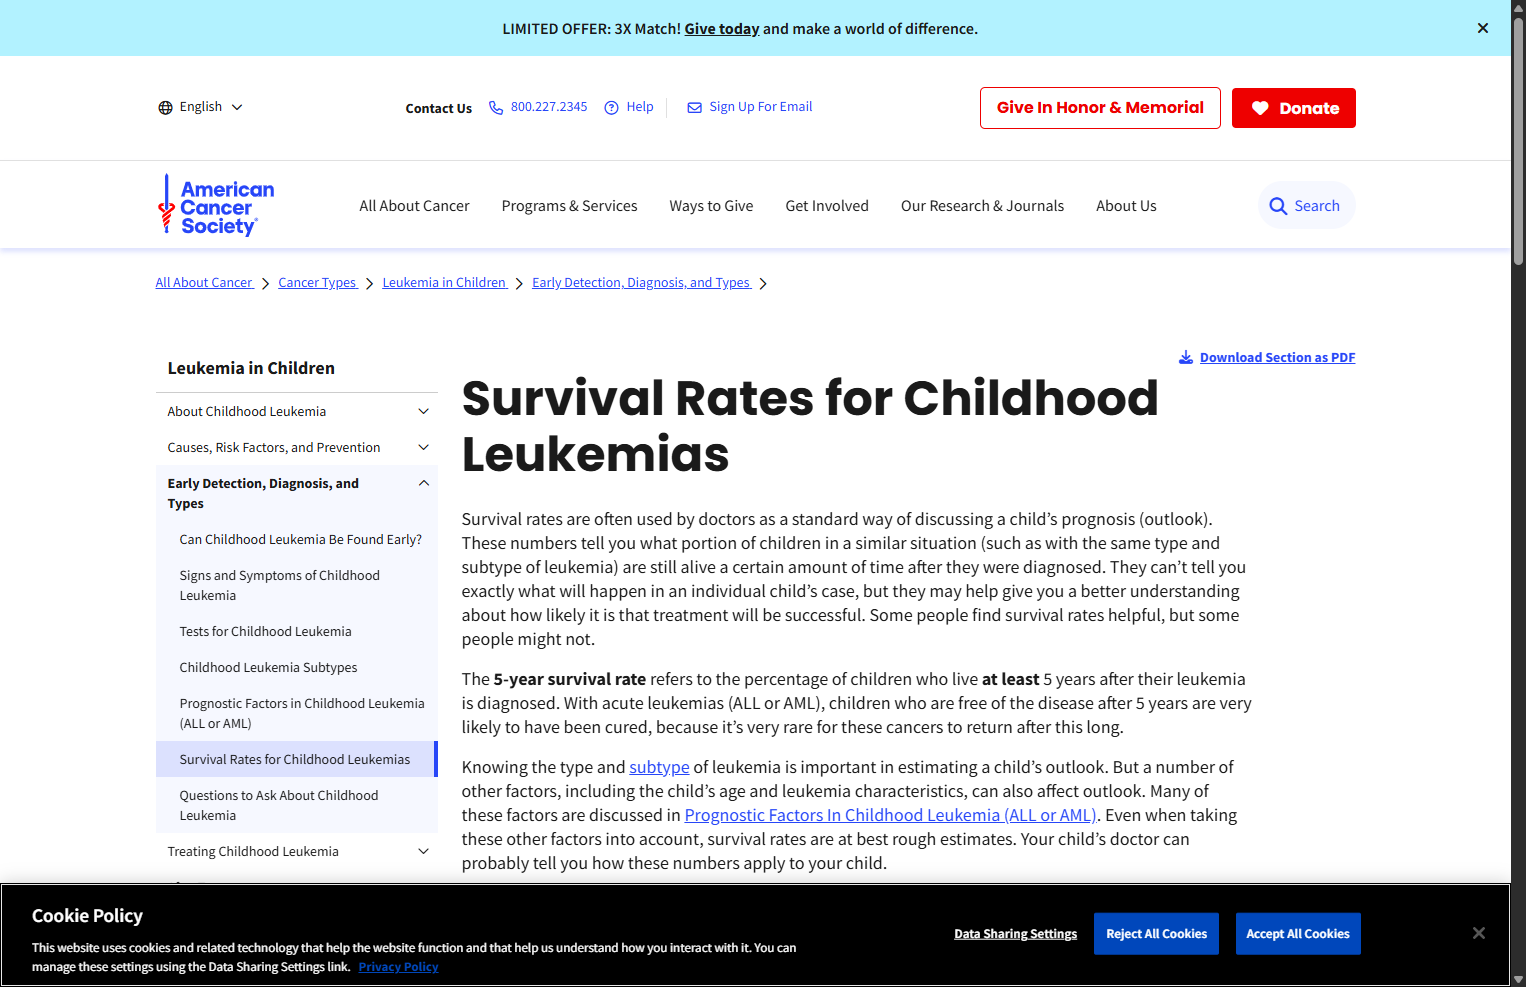 LIMITED OFFER: 3X Match! Give today and make a world of difference.
English
Contact Us
800.227.2345
Help
Sign Up For Email
Give In Honor & Memorial
Donate
American
Cancer
Society®
All About Cancer
Programs & Services
Ways to Give
Get Involved
Our Research & Journals
About Us
Search
All About Cancer
Cancer Types
Leukemia in Children
Early Detection, Diagnosis, and Types
Leukemia in Children
About Childhood Leukemia
Causes, Risk Factors, and Prevention
Early Detection, Diagnosis, and
Types
Can Childhood Leukemia Be Found Early?
Signs and Symptoms of Childhood
Leukemia
Tests for Childhood Leukemia
Childhood Leukemia Subtypes
Prognostic Factors in Childhood Leukemia
(ALL or AML)
Survival Rates for Childhood Leukemias
Questions to Ask About Childhood
Leukemia
Treating Childhood Leukemia
Download Section as PDF
Survival Rates for Childhood
Leukemias
Survival rates are often used by doctors as a standard way of discussing a child’s prognosis (outlook).
These numbers tell you what portion of children in a similar situation (such as with the same type and
subtype of leukemia) are still alive a certain amount of time after they were diagnosed. They can’t tell you
exactly what will happen in an individual child’s case, but they may help give you a better understanding
about how likely it is that treatment will be successful. Some people find survival rates helpful, but some
people might not.
The 5-year survival rate refers to the percentage of children who live at least 5 years after their leukemia
is diagnosed. With acute leukemias (ALL or AML), children who are free of the disease after 5 years are very
likely to have been cured, because it’s very rare for these cancers to return after this long.
Knowing the type and subtype of leukemia is important in estimating a child’s outlook. But a number of
other factors, including the child’s age and leukemia characteristics, can also affect outlook. Many of
these factors are discussed in Prognostic Factors In Childhood Leukemia (ALL or AML). Even when taking
these other factors into account, survival rates are at best rough estimates. Your child’s doctor can
probably tell you how these numbers apply to your child.
Cookie Policy
This website uses cookies and related technology that help the website function and that help us understand how you interact with it. You can
manage these settings using the Data Sharing Settings link. Privacy Policy
Data Sharing Settings
Reject All Cookies
Accept All Cookies